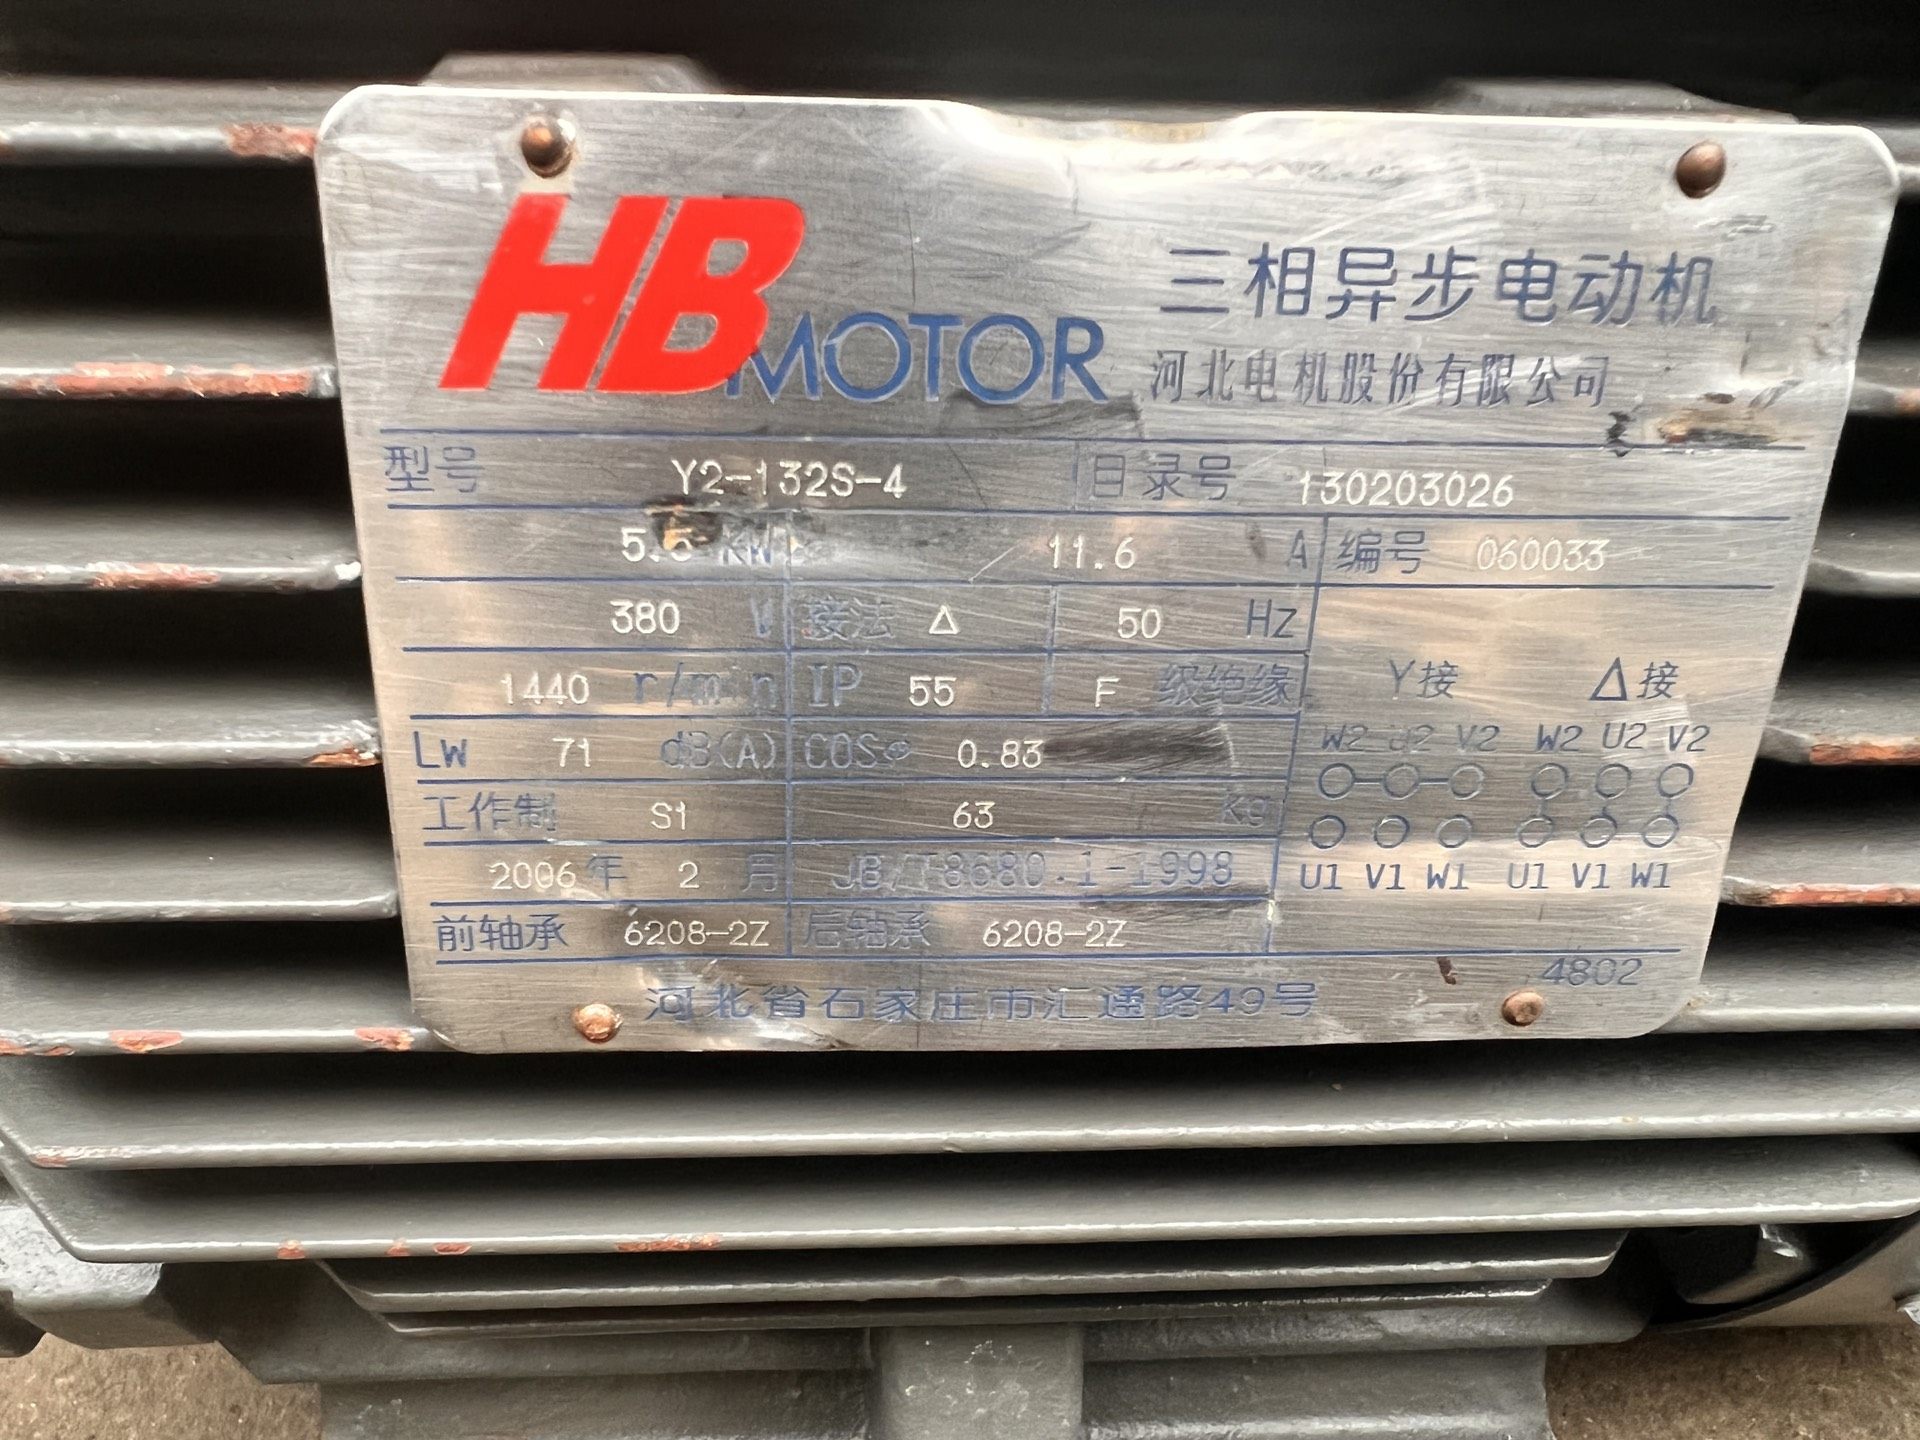 HB MOTOR
三相异步电动机
河北电机股份有限公司
型号 Y2-132S-4 目录号 130203026
5.5 KW 11.6 A 编号 060033
380 V 接法 Δ 50 Hz
1440 r/min IP 55 F 级绝缘 Y接 Δ接
LW 71 dB(A) COSφ 0.83 W2 U2 V2 W2 U2 V2
工作制 S1 63 Kg
2006 年 2 月 JB/T8680.1-1998 U1 V1 W1 U1 V1 W1
前轴承 6208-2Z 后轴承 6208-2Z
4802
河北省石家庄市汇通路49号